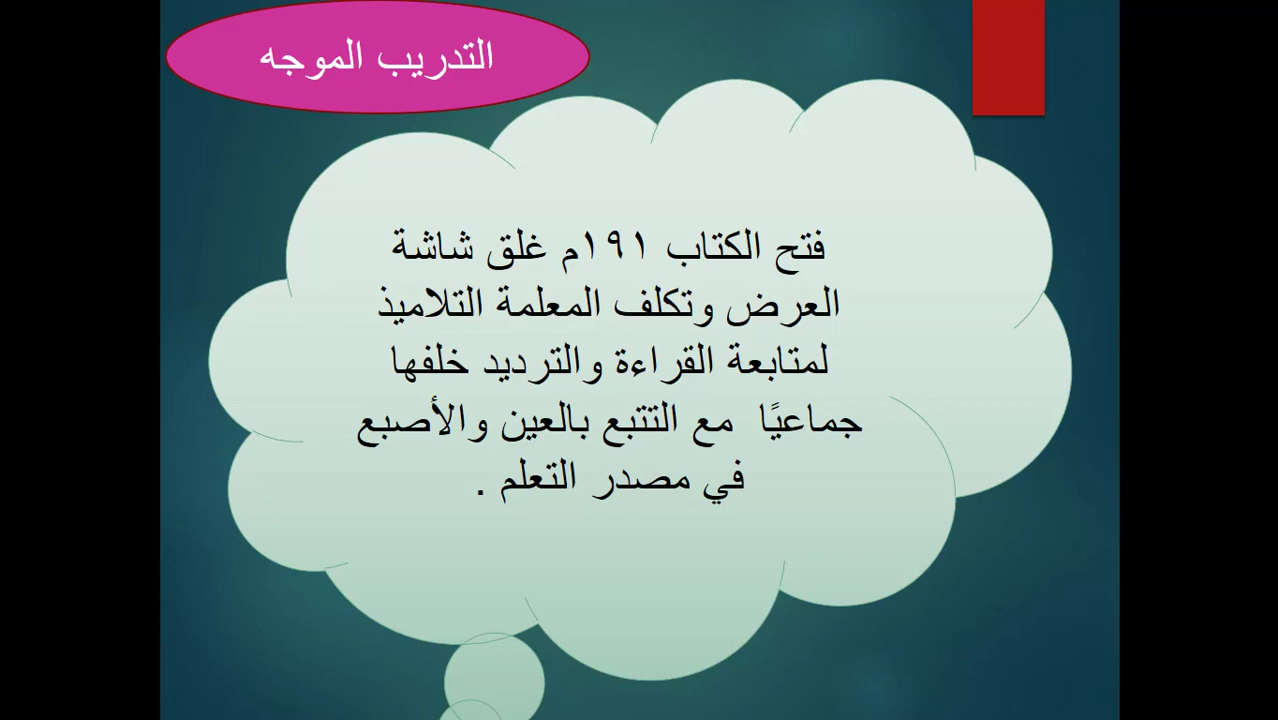 التدريب الموجه
فتح الكتاب ١٩١م غلق شاشة
العرض وتكلف المعلمة التلاميذ
لمتابعة القراءة والترديد خلفها
جماعيًا مع التتبع بالعين والأصبع
في مصدر التعلم .